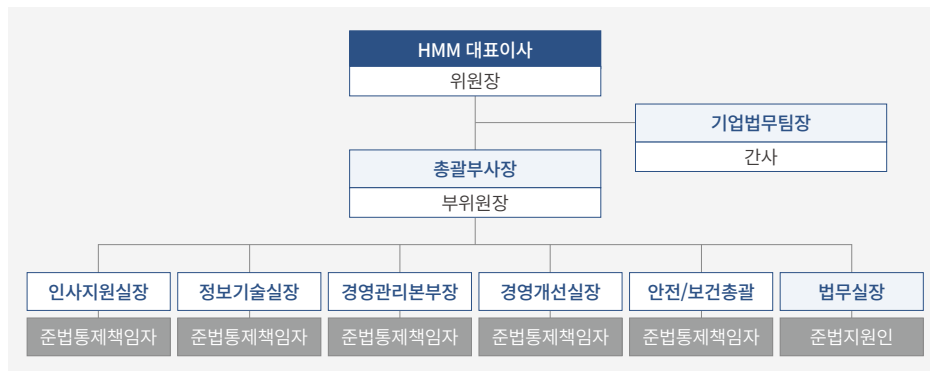 HMM 대표이사
위원장
기업법무팀장
간사
총괄부사장
부위원장
인사지원실장
정보기술실장
경영관리본부장
경영개선실장
안전/보건총괄
법무실장
준법통제책임자
준법통제책임자
준법통제책임자
준법통제책임자
준법통제책임자
준법지원인